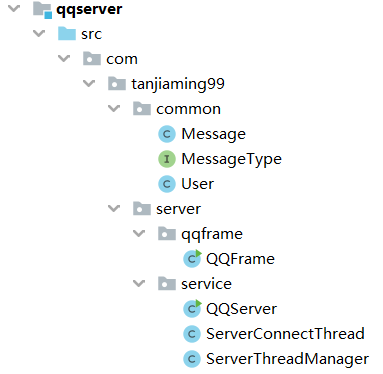 qqserver
src
com
tanjiaming99
common
C Message
I MessageType
C User
server
qqframe
C QQFrame
service
C QQServer
C ServerConnectThread
C ServerThreadManager